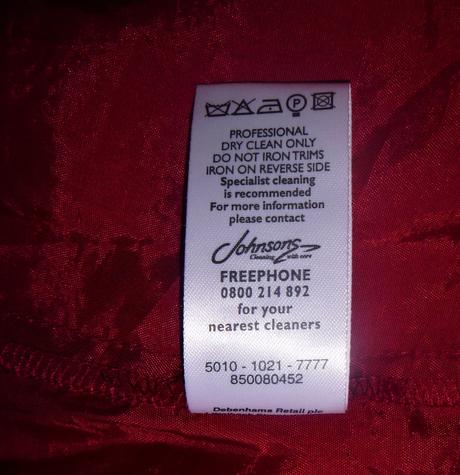 PROFESSIONAL
DRY CLEAN ONLY
DO NOT IRON TRIMS
IRON ON REVERSE SIDE
Specialist cleaning
is recommended
For more information
please contact
Johnsons
Cleaning with care
FREEPHONE
0800 214 892
for your
nearest cleaners
5010 - 1021 - 7777
850080452
Debenhams Retail plc